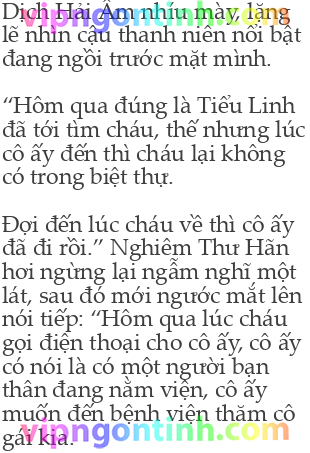 Dịch Hải Âm nhíu mày, lặng
lẽ nhìn cậu thanh niên nổi bật
đang ngồi trước mặt mình.
“Hôm qua đúng là Tiểu Linh
đã tới tìm cháu, thế nhưng lúc
cô ấy đến thì cháu lại không
có trong biệt thự.
Đợi đến lúc cháu về thì cô ấy
đã đi rồi.” Nghiêm Thư Hãn
hơi ngừng lại ngẫm nghĩ một
lát, sau đó mới ngước mắt lên
nói tiếp: “Hôm qua lúc cháu
gọi điện thoại cho cô ấy, cô ấy
có nói là có một người bạn
thân đang nằm viện, cô ấy
muốn đến bệnh viện thăm cô
gái kia.
vipngontinh.com
vipngontinh.com